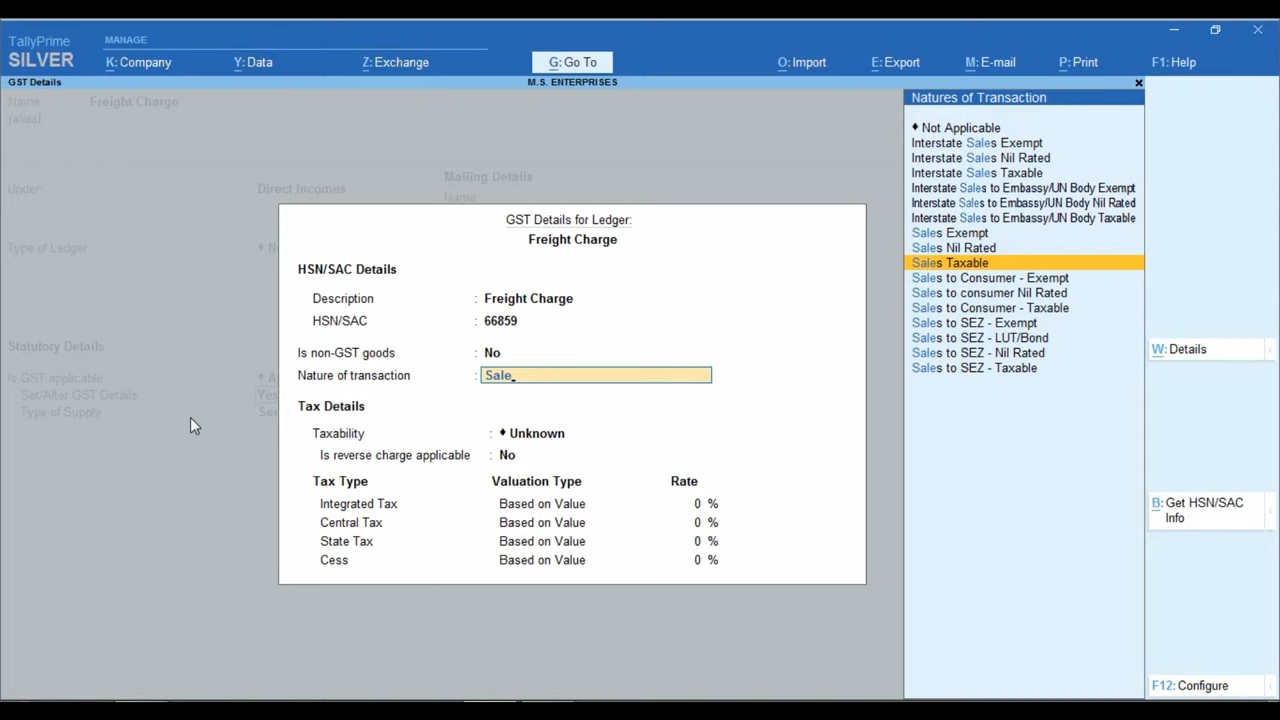 TallyPrime
SILVER
MANAGE
K: Company
Y: Data
Z: Exchange
G: Go To
O: Import
E: Export
M: E-mail
P: Print
F1: Help
GST Details
M.S. ENTERPRISES
Name
Freight Charge
(alias)
Under
Direct Incomes
Mailing Details
Name
Type of Ledger
Statutory Details
Is GST applicable
Set/Alter GST Details
Yes
Type of Supply
GST Details for Ledger:
Freight Charge
HSN/SAC Details
Description : Freight Charge
HSN/SAC : 66859
Is non-GST goods : No
Nature of transaction : Sale
Tax Details
Taxability : ♦ Unknown
Is reverse charge applicable : No
Tax Type Valuation Type Rate
Integrated Tax Based on Value 0 %
Central Tax Based on Value 0 %
State Tax Based on Value 0 %
Cess Based on Value 0 %
Natures of Transaction
♦ Not Applicable
Interstate Sales Exempt
Interstate Sales Nil Rated
Interstate Sales Taxable
Interstate Sales to Embassy/UN Body Exempt
Interstate Sales to Embassy/UN Body Nil Rated
Interstate Sales to Embassy/UN Body Taxable
Sales Exempt
Sales Nil Rated
Sales Taxable
Sales to Consumer - Exempt
Sales to consumer Nil Rated
Sales to Consumer - Taxable
Sales to SEZ - Exempt
Sales to SEZ - LUT/Bond
Sales to SEZ - Nil Rated
Sales to SEZ - Taxable
W: Details
B: Get HSN/SAC
Info
F12: Configure